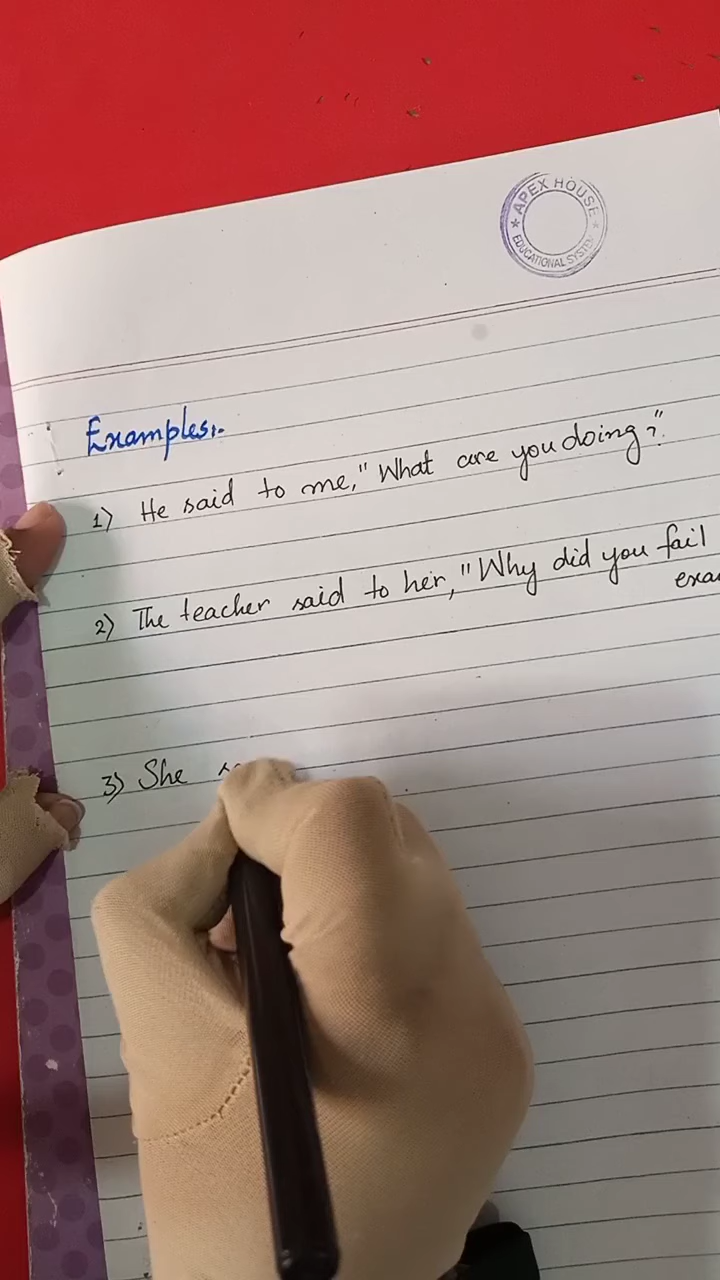 ★ APEX HOUSE ★
EDUCATIONAL SYSTEM
Examples:-
1) He said to me, " What are you doing ? "
2) The teacher said to her, " Why did you fail
3) She